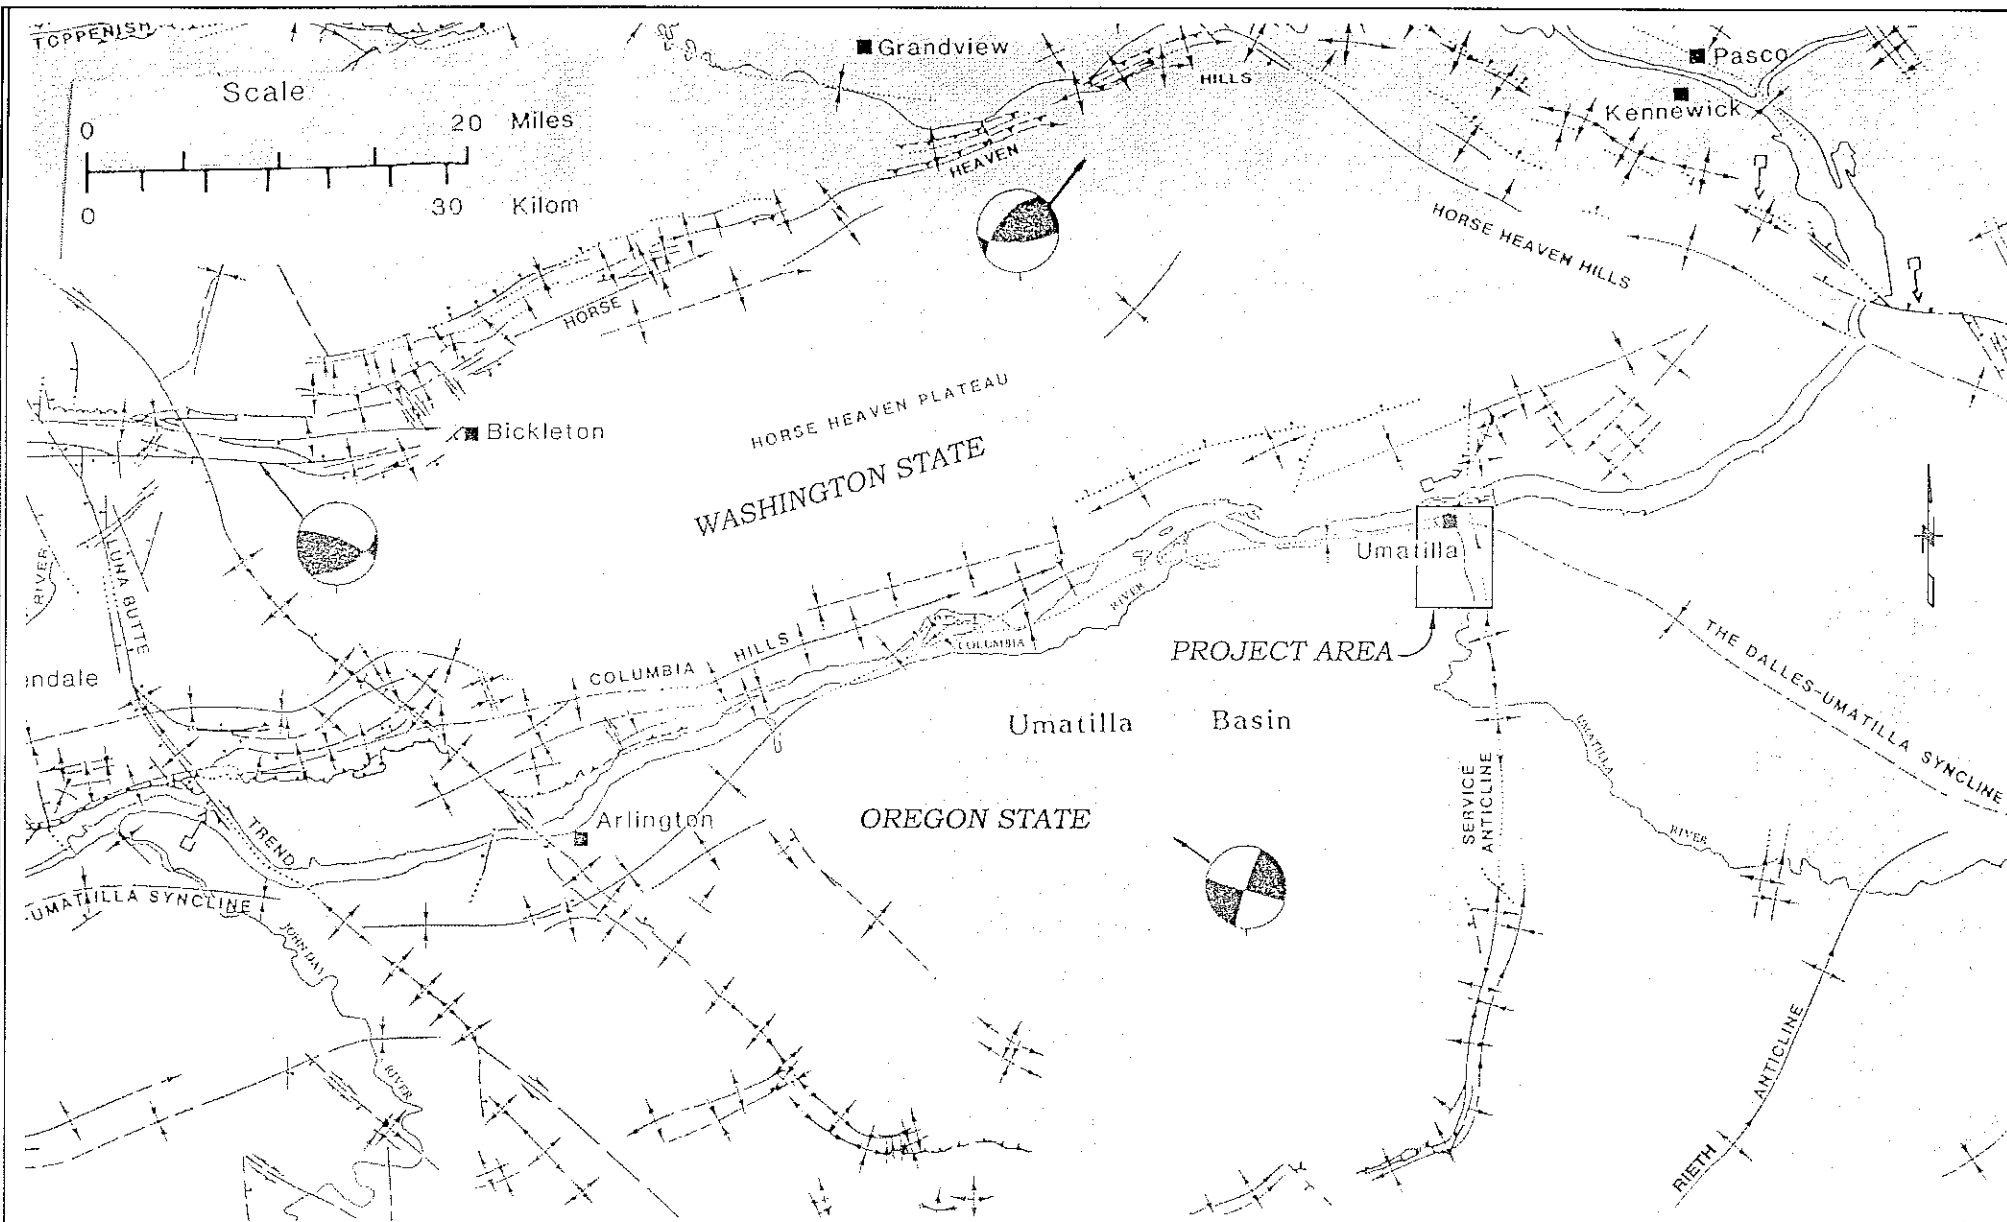 TOPPENISH
Grandview
Pasco
HILLS
Scale
Kennewick
0 20 Miles
0 30 Kilom
HEAVEN
HORSE HEAVEN HILLS
HORSE
HORSE HEAVEN PLATEAU
Bickleton
WASHINGTON STATE
Umatilla
RIVER
LUNA BUTTE
RIVER
COLUMBIA
PROJECT AREA
THE DALLES-UMATILLA SYNCLINE
COLUMBIA HILLS
endale
Umatilla Basin
UMATILLA
SERVICE
ANTICLINE
Arlington
OREGON STATE
TREND
RIVER
UMATILLA SYNCLINE
JOHN DAY
RIVER
RIETH ANTICLINE